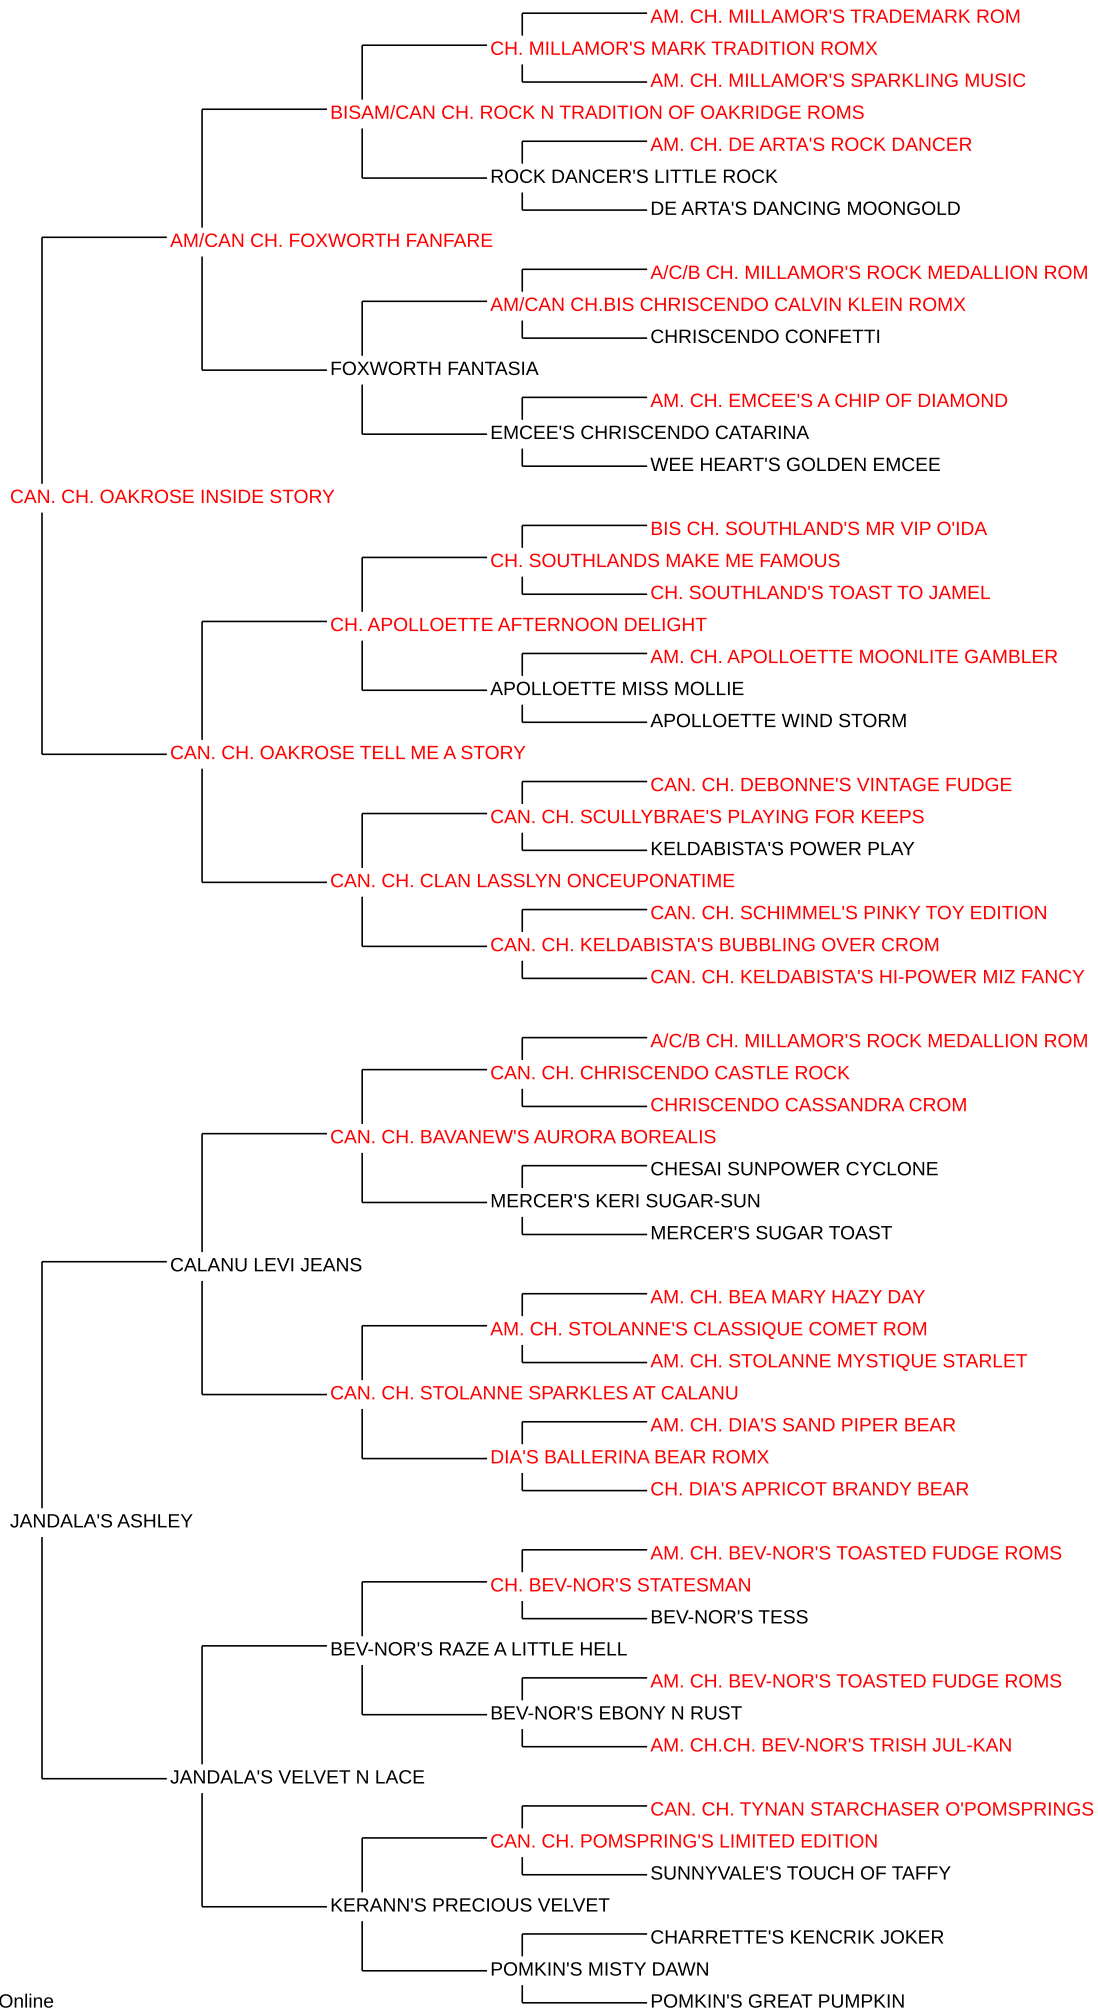 AM. CH. MILLAMOR'S TRADEMARK ROM
CH. MILLAMOR'S MARK TRADITION ROMX
AM. CH. MILLAMOR'S SPARKLING MUSIC
BISAM/CAN CH. ROCK N TRADITION OF OAKRIDGE ROMS
AM. CH. DE ARTA'S ROCK DANCER
ROCK DANCER'S LITTLE ROCK
DE ARTA'S DANCING MOONGOLD
AM/CAN CH. FOXWORTH FANFARE
A/C/B CH. MILLAMOR'S ROCK MEDALLION ROM
AM/CAN CH.BIS CHRISCENDO CALVIN KLEIN ROMX
CHRISCENDO CONFETTI
FOXWORTH FANTASIA
AM. CH. EMCEE'S A CHIP OF DIAMOND
EMCEE'S CHRISCENDO CATARINA
WEE HEART'S GOLDEN EMCEE
CAN. CH. OAKROSE INSIDE STORY
BIS CH. SOUTHLAND'S MR VIP O'IDA
CH. SOUTHLANDS MAKE ME FAMOUS
CH. SOUTHLAND'S TOAST TO JAMEL
CH. APOLLOETTE AFTERNOON DELIGHT
AM. CH. APOLLOETTE MOONLITE GAMBLER
APOLLOETTE MISS MOLLIE
APOLLOETTE WIND STORM
CAN. CH. OAKROSE TELL ME A STORY
CAN. CH. DEBONNE'S VINTAGE FUDGE
CAN. CH. SCULLYBRAE'S PLAYING FOR KEEPS
KELDABISTA'S POWER PLAY
CAN. CH. CLAN LASSLYN ONCEUPONATIME
CAN. CH. SCHIMMEL'S PINKY TOY EDITION
CAN. CH. KELDABISTA'S BUBBLING OVER CROM
CAN. CH. KELDABISTA'S HI-POWER MIZ FANCY
A/C/B CH. MILLAMOR'S ROCK MEDALLION ROM
CAN. CH. CHRISCENDO CASTLE ROCK
CHRISCENDO CASSANDRA CROM
CAN. CH. BAVANEW'S AURORA BOREALIS
CHESAI SUNPOWER CYCLONE
MERCER'S KERI SUGAR-SUN
MERCER'S SUGAR TOAST
CALANU LEVI JEANS
AM. CH. BEA MARY HAZY DAY
AM. CH. STOLANNE'S CLASSIQUE COMET ROM
AM. CH. STOLANNE MYSTIQUE STARLET
CAN. CH. STOLANNE SPARKLES AT CALANU
AM. CH. DIA'S SAND PIPER BEAR
DIA'S BALLERINA BEAR ROMX
CH. DIA'S APRICOT BRANDY BEAR
JANDALA'S ASHLEY
AM. CH. BEV-NOR'S TOASTED FUDGE ROMS
CH. BEV-NOR'S STATESMAN
BEV-NOR'S TESS
BEV-NOR'S RAZE A LITTLE HELL
AM. CH. BEV-NOR'S TOASTED FUDGE ROMS
BEV-NOR'S EBONY N RUST
AM. CH.CH. BEV-NOR'S TRISH JUL-KAN
JANDALA'S VELVET N LACE
CAN. CH. TYNAN STARCHASER O'POMSPRINGS
CAN. CH. POMSPRING'S LIMITED EDITION
SUNNYVALE'S TOUCH OF TAFFY
KERANN'S PRECIOUS VELVET
CHARRETTE'S KENCRIK JOKER
POMKIN'S MISTY DAWN
POMKIN'S GREAT PUMPKIN
Online